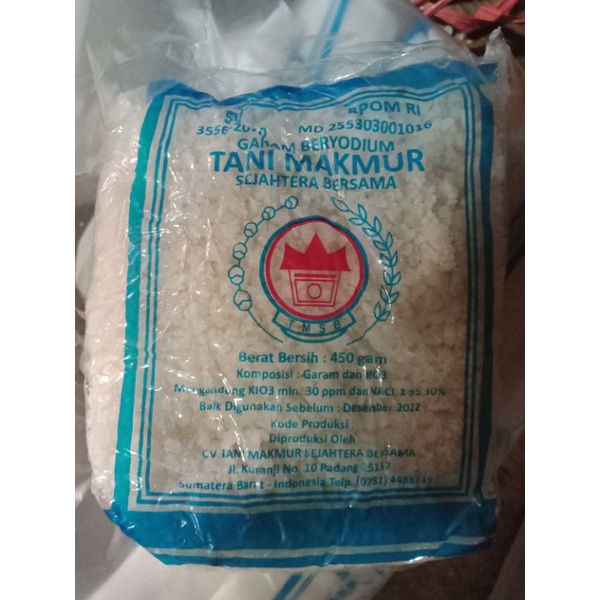 BPOM RI
MD 255303001016
GARAM BERYODIUM
TANI MAKMUR
SEJAHTERA BERSAMA
TMSB
Berat Bersih : 450 gram
Komposisi : Garam dan
Mengandung KIO3 min. 30 ppm dan
Baik Digunakan Sebelum : Desember 2022
Kode Produksi
Diproduksi Oleh
CV TANI MAKMUR SEJAHTERA BERSAMA
No. 10 Padang
Sumatera Barat - Indonesia Telp. (0751)